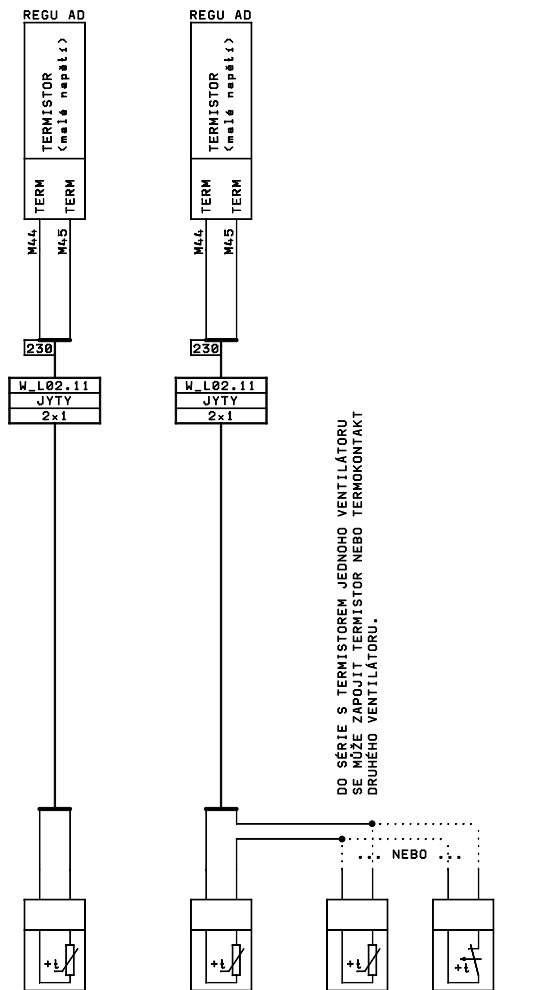 REGU AD
TERMISTOR
(malé napětí)
TERM
TERM
M44
M45
230
W_L02.11
JYTY
2x1
REGU AD
TERMISTOR
(malé napětí)
TERM
TERM
M44
M45
230
W_L02.11
JYTY
2x1
DO SÉRIE S TERMISTOREM JEDNOHO VENTILÁTORU
SE MŮŽE ZAPOJIT TERMISTOR NEBO TERMOKONTAKT
DRUHÉHO VENTILÁTORU.
... NEBO ...
+t
+t
+t
+t